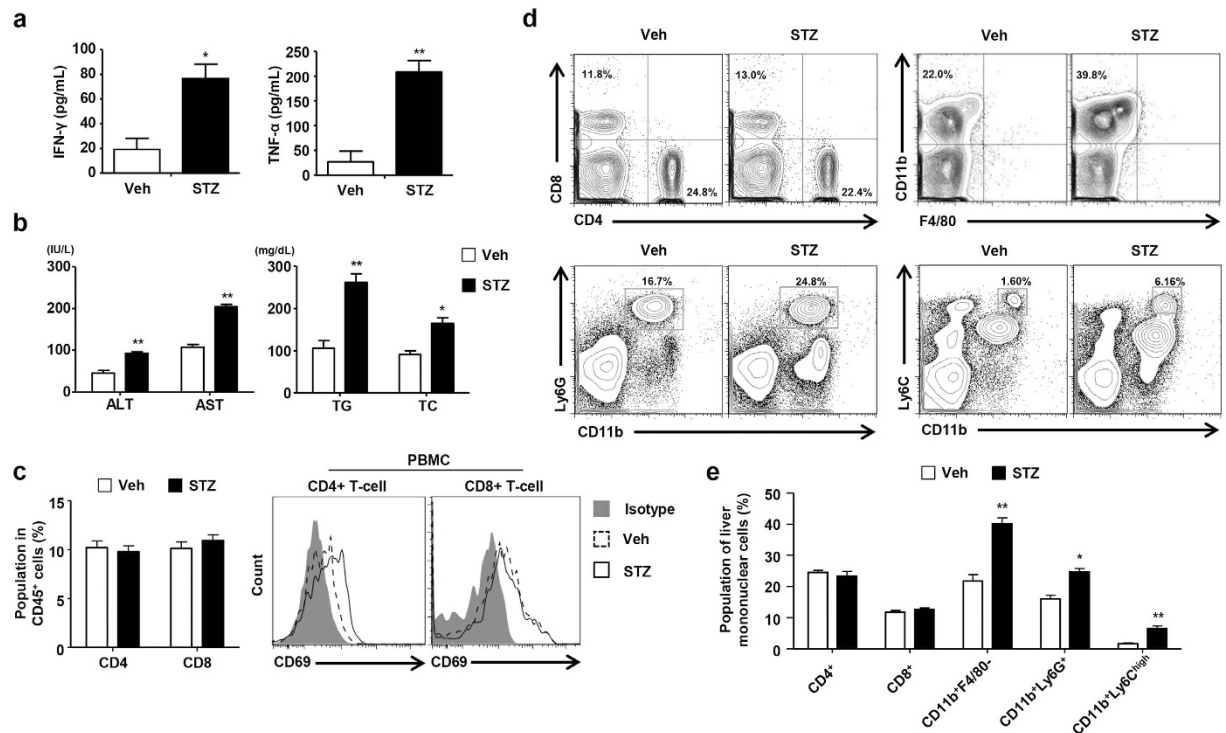 a
IFN-γ (pg/mL)
100
80
60
40
20
0
*
Veh
STZ
TNF-α (pg/mL)
250
200
150
100
50
0
**
Veh
STZ
b
(IU/L)
300
200
100
0
**
**
ALT
AST
(mg/dL)
300
200
100
0
**
*
TG
TC
Veh
STZ
c
Veh
STZ
Population in
CD45⁺ cells (%)
15
10
5
0
CD4
CD8
PBMC
CD4+ T-cell
CD8+ T-cell
Count
CD69
CD69
Isotype
Veh
STZ
d
Veh
STZ
11.8%
13.0%
24.8%
22.4%
CD8
CD4
Veh
STZ
22.0%
39.8%
CD11b
F4/80
Veh
STZ
16.7%
24.8%
Ly6G
CD11b
Veh
STZ
1.60%
6.16%
Ly6C
CD11b
e
Veh
STZ
Population of liver
mononuclear cells (%)
50
40
30
20
10
0
**
*
**
CD4⁺
CD8⁺
CD11b⁺F4/80-
CD11b⁺Ly6G⁺
CD11b⁺Ly6Cʰⁱᵍʰ